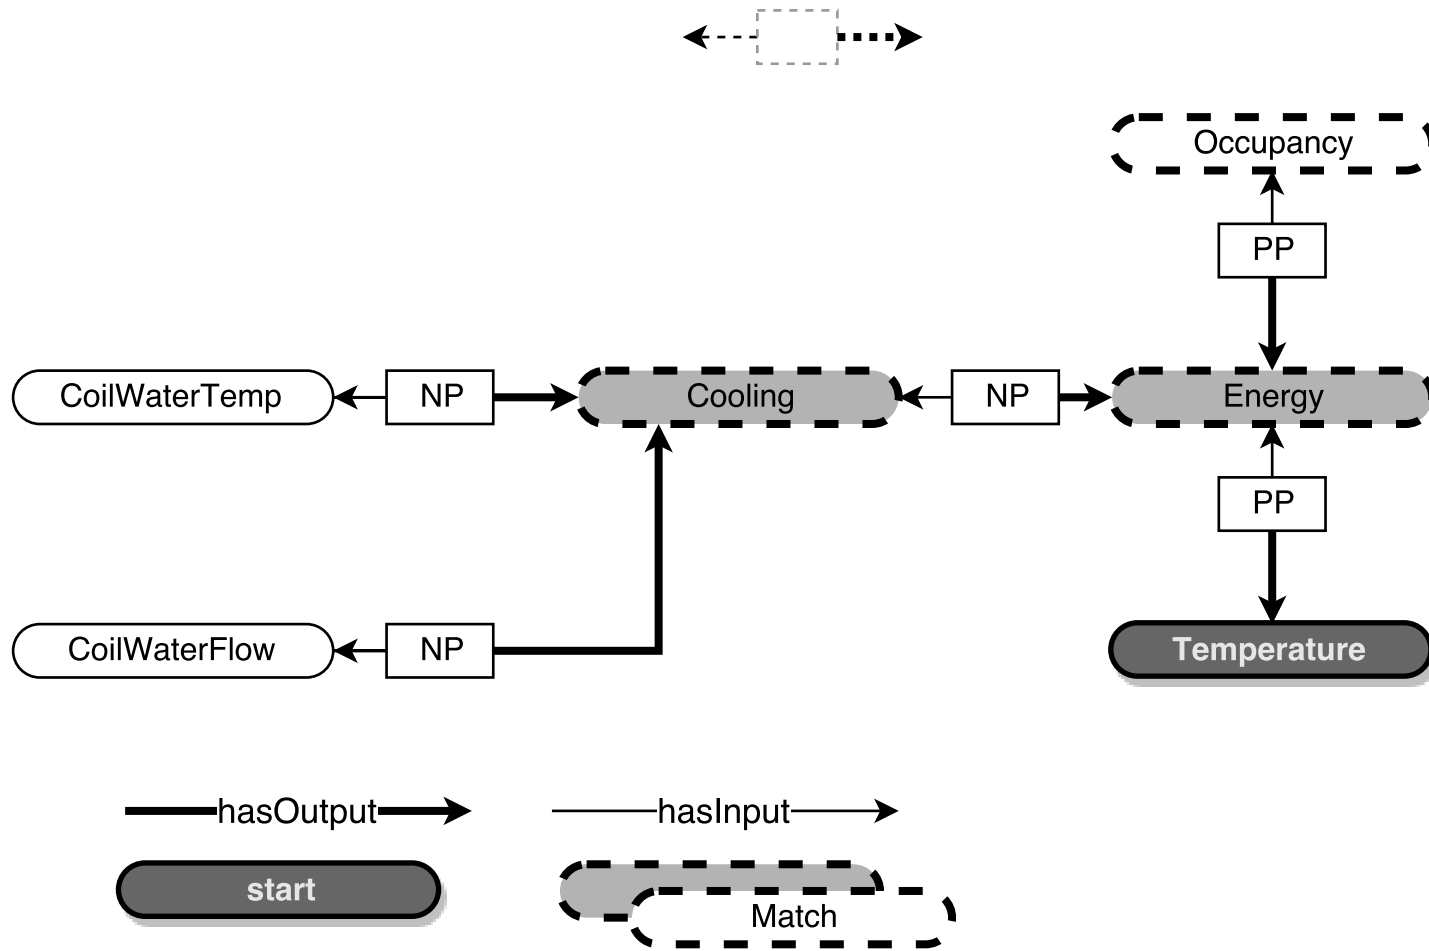 Occupancy
PP
CoilWaterTemp
NP
Cooling
NP
Energy
PP
CoilWaterFlow
NP
Temperature
hasOutput
hasInput
start
Match